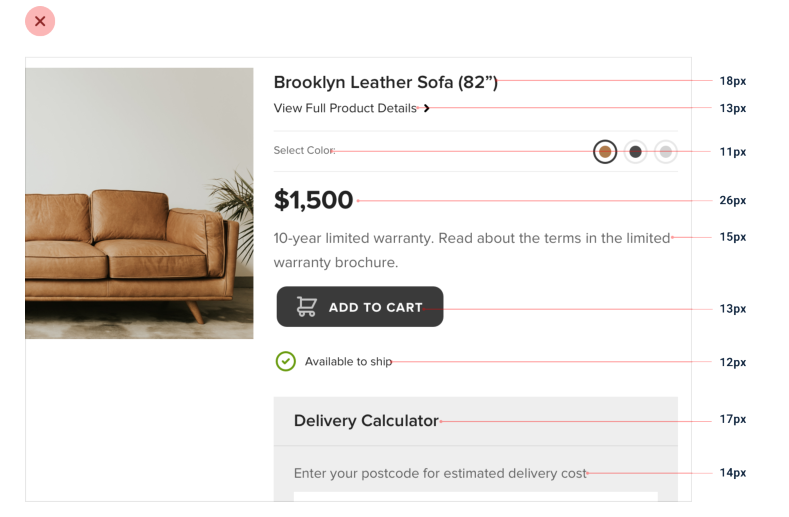 Brooklyn Leather Sofa (82”)
18px
View Full Product Details
13px
Select Color:
11px
$1,500
26px
10-year limited warranty. Read about the terms in the limited
15px
warranty brochure.
ADD TO CART
13px
Available to ship
12px
Delivery Calculator
17px
Enter your postcode for estimated delivery cost
14px